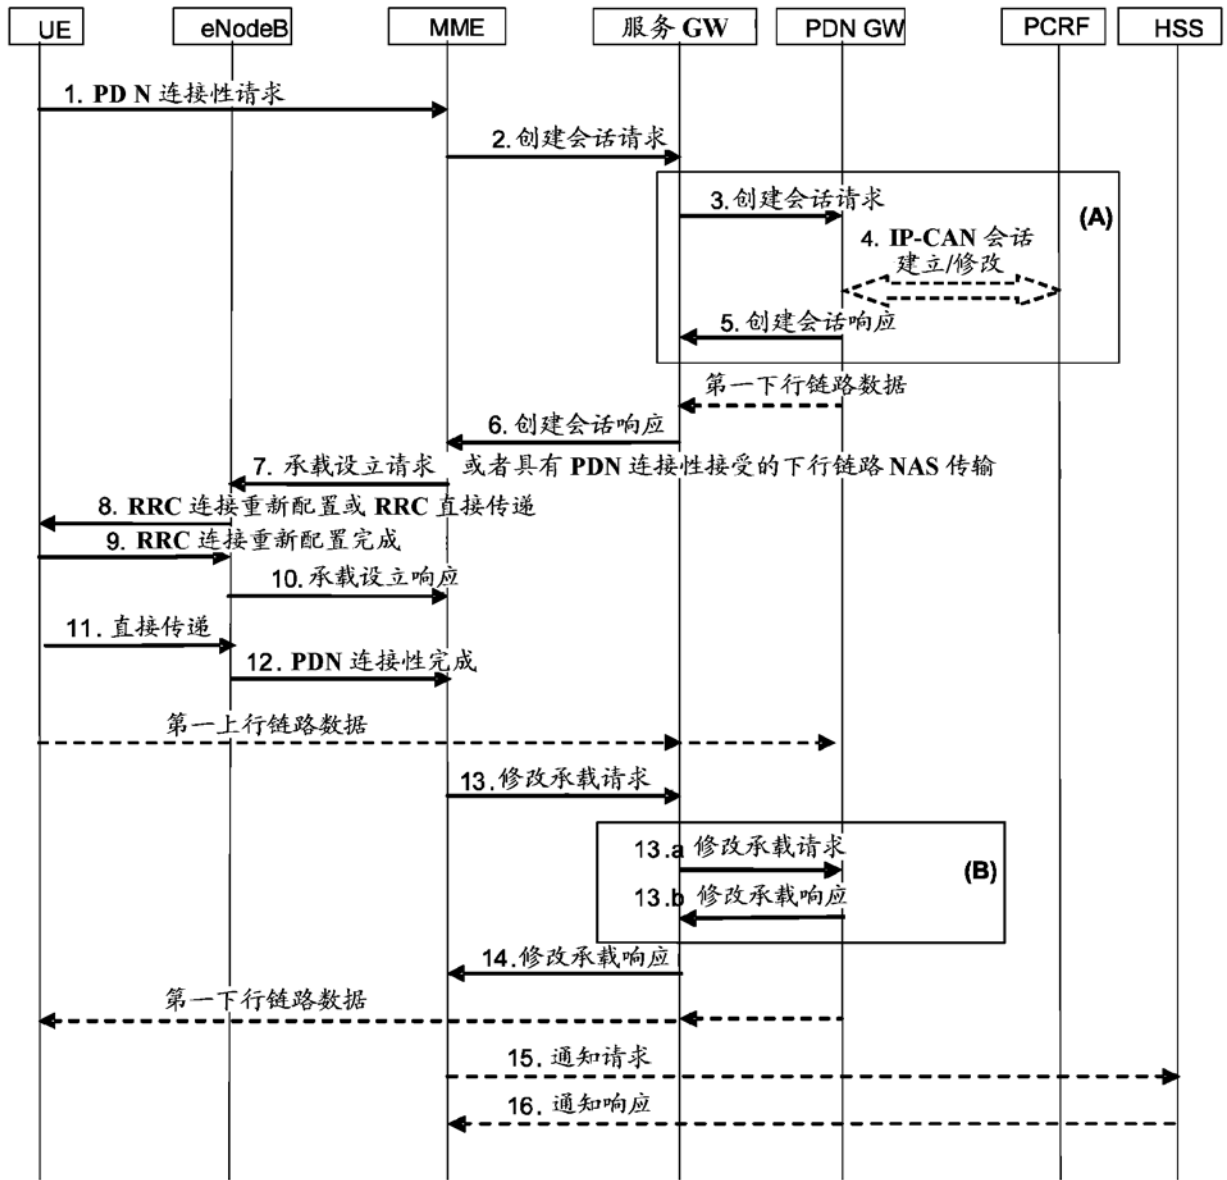 UE eNodeB MME 服务 GW PDN GW PCRF HSS
1. PD N 连接性请求
2. 创建会话请求
3. 创建会话请求
(A)
4. IP-CAN 会话
建立/修改
5. 创建会话响应
第一下行链路数据
6. 创建会话响应
7. 承载设立请求 或者具有 PDN 连接性接受的下行链路 NAS 传输
8. RRC 连接重新配置或 RRC 直接传递
9. RRC 连接重新配置完成
10. 承载设立响应
11. 直接传递
12. PDN 连接性完成
第一上行链路数据
13. 修改承载请求
13.a 修改承载请求
(B)
13.b 修改承载响应
14. 修改承载响应
第一下行链路数据
15. 通知请求
16. 通知响应